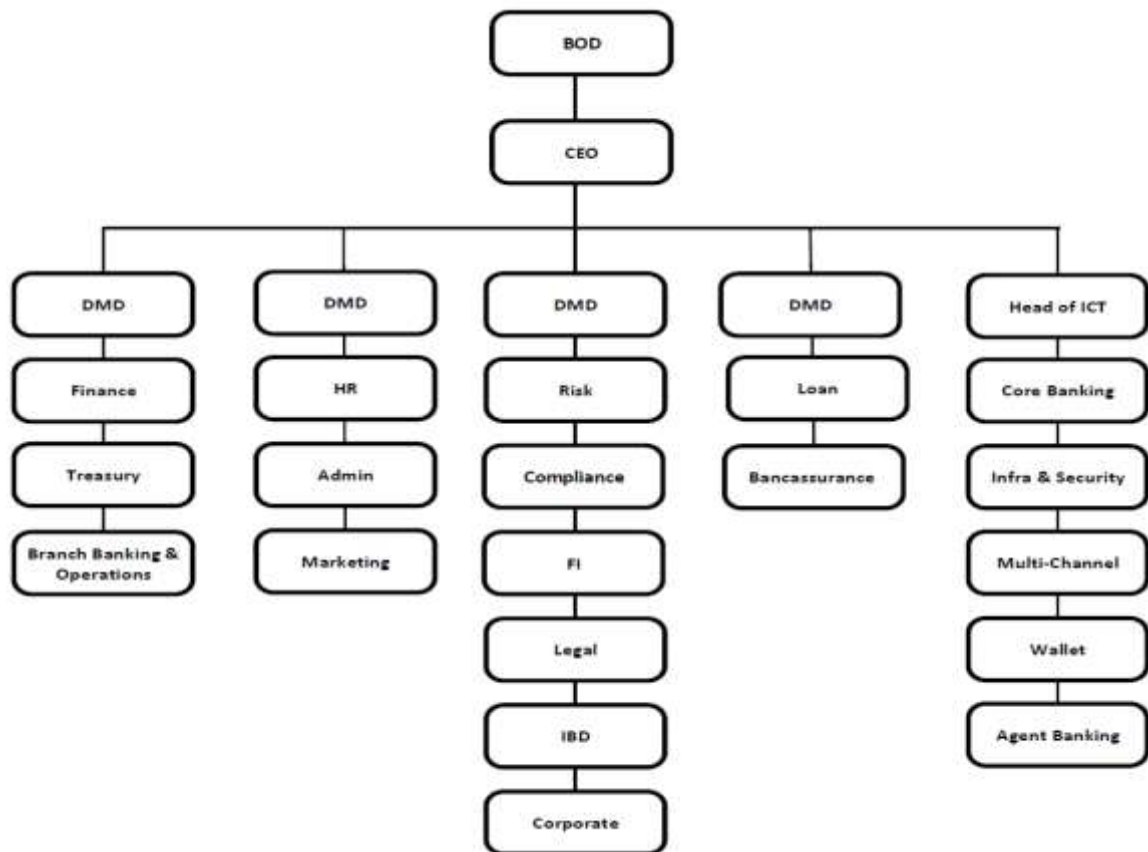 BOD
CEO
DMD
DMD
DMD
DMD
Head of ICT
Finance
HR
Risk
Loan
Core Banking
Treasury
Admin
Compliance
Bancassurance
Infra & Security
Branch Banking &
Operations
Marketing
FI
Multi-Channel
Legal
Wallet
IBD
Agent Banking
Corporate